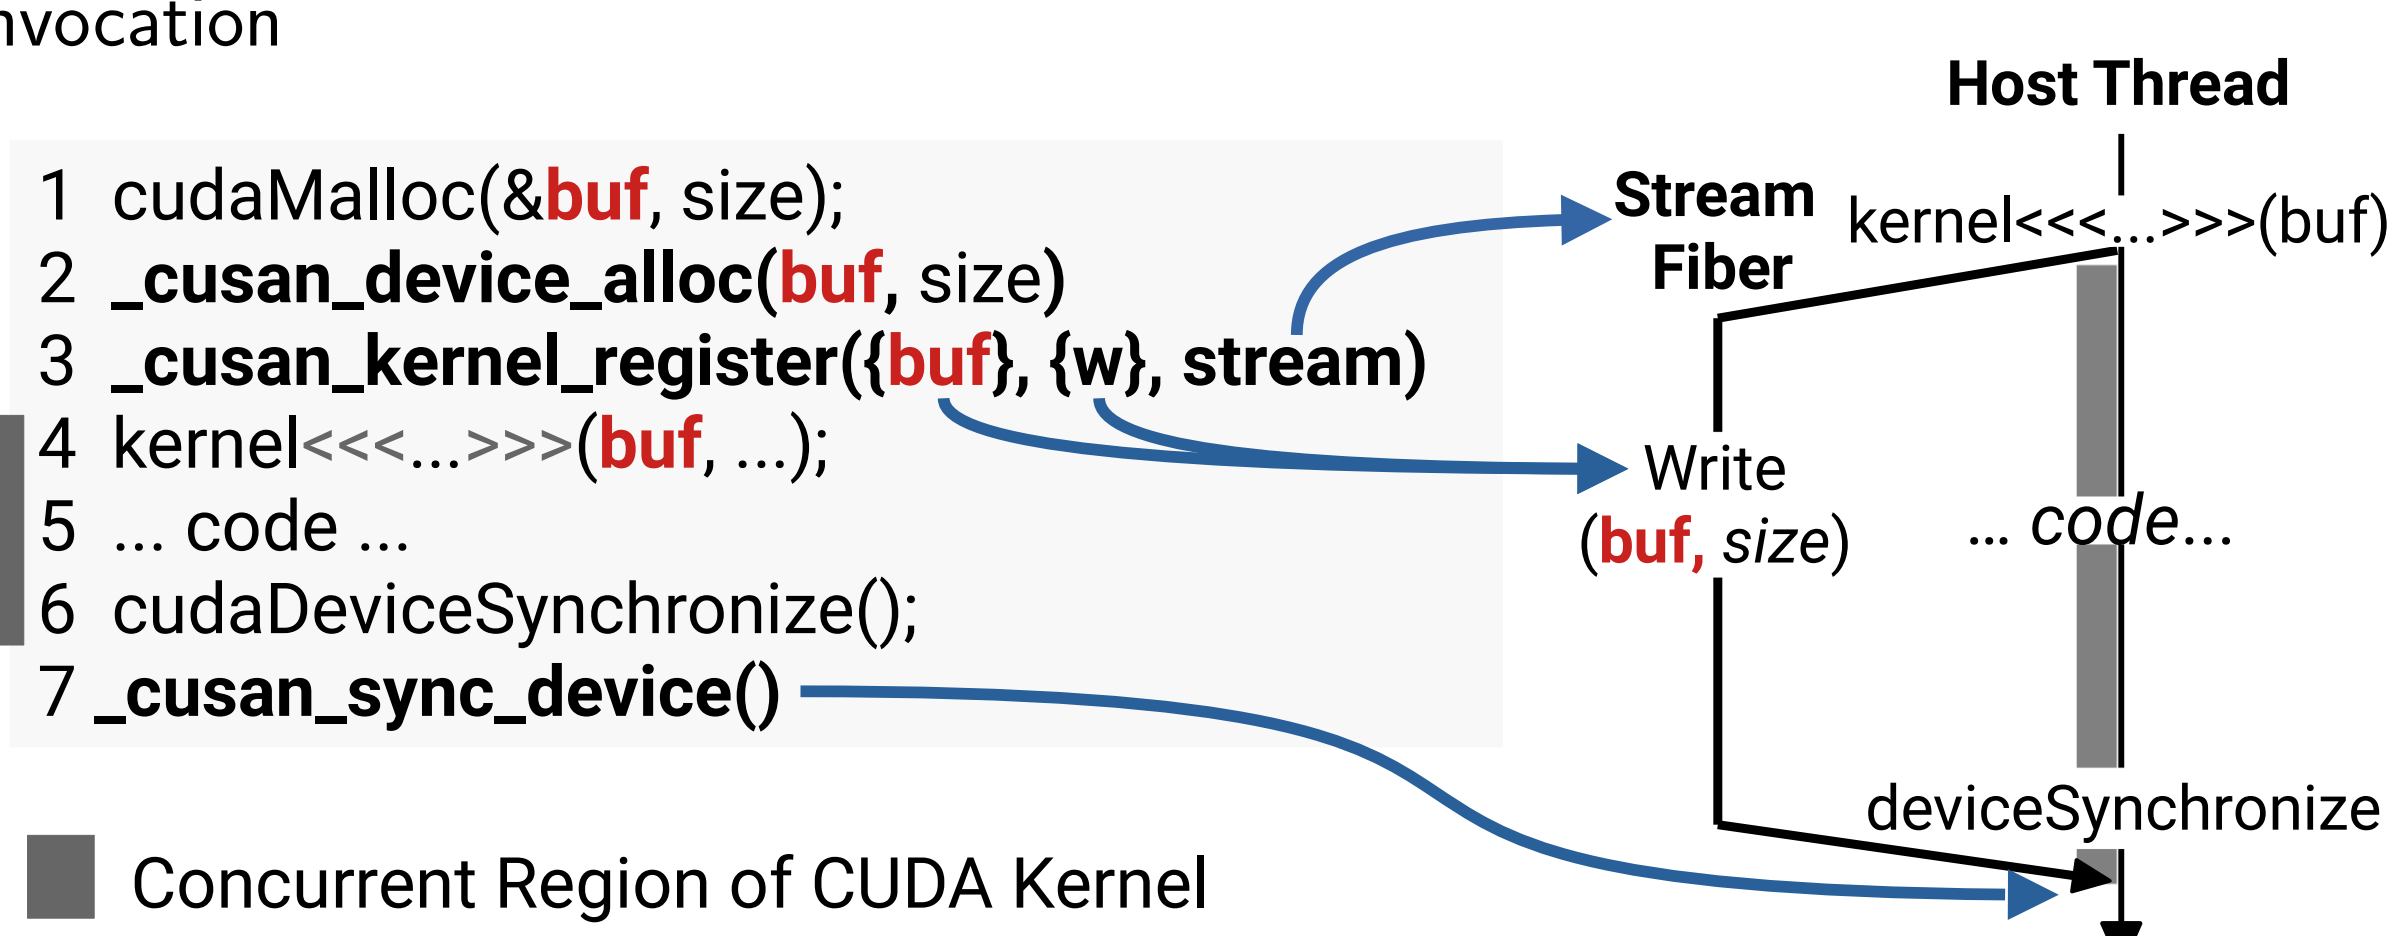 nvocation
1 cudaMalloc(&buf, size);
2 _cusan_device_alloc(buf, size)
3 _cusan_kernel_register({buf}, {w}, stream)
4 kernel<<<...>>>(buf, ...);
5 ... code ...
6 cudaDeviceSynchronize();
7 _cusan_sync_device()
Concurrent Region of CUDA Kernel
Host Thread
Stream
Fiber
kernel<<<...>>>(buf)
Write
(buf, size)
... code...
deviceSynchronize